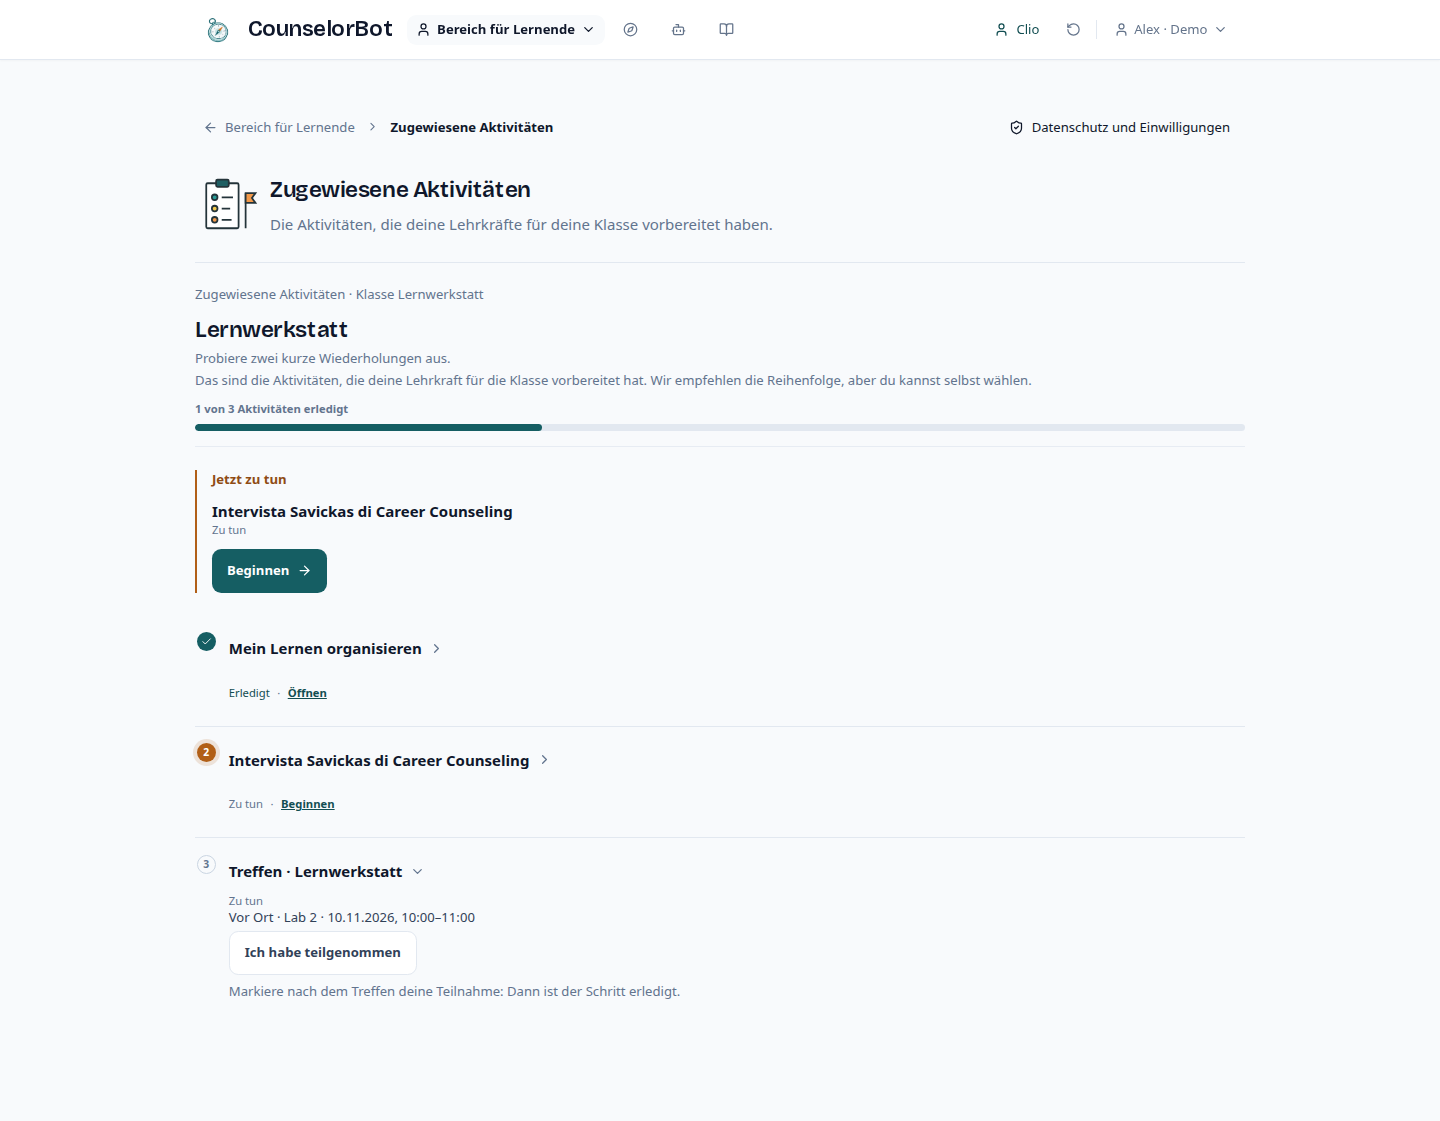 CounselorBot
Bereich für Lernende
Clio
Alex · Demo
Bereich für Lernende
Zugewiesene Aktivitäten
Datenschutz und Einwilligungen
Zugewiesene Aktivitäten
Die Aktivitäten, die deine Lehrkräfte für deine Klasse vorbereitet haben.
Zugewiesene Aktivitäten · Klasse Lernwerkstatt
Lernwerkstatt
Probiere zwei kurze Wiederholungen aus.
Das sind die Aktivitäten, die deine Lehrkraft für die Klasse vorbereitet hat. Wir empfehlen die Reihenfolge, aber du kannst selbst wählen.
1 von 3 Aktivitäten erledigt
Jetzt zu tun
Intervista Savickas di Career Counseling
Zu tun
Beginnen
Mein Lernen organisieren
Erledigt · Öffnen
2
Intervista Savickas di Career Counseling
Zu tun · Beginnen
3
Treffen · Lernwerkstatt
Zu tun
Vor Ort · Lab 2 · 10.11.2026, 10:00–11:00
Ich habe teilgenommen
Markiere nach dem Treffen deine Teilnahme: Dann ist der Schritt erledigt.